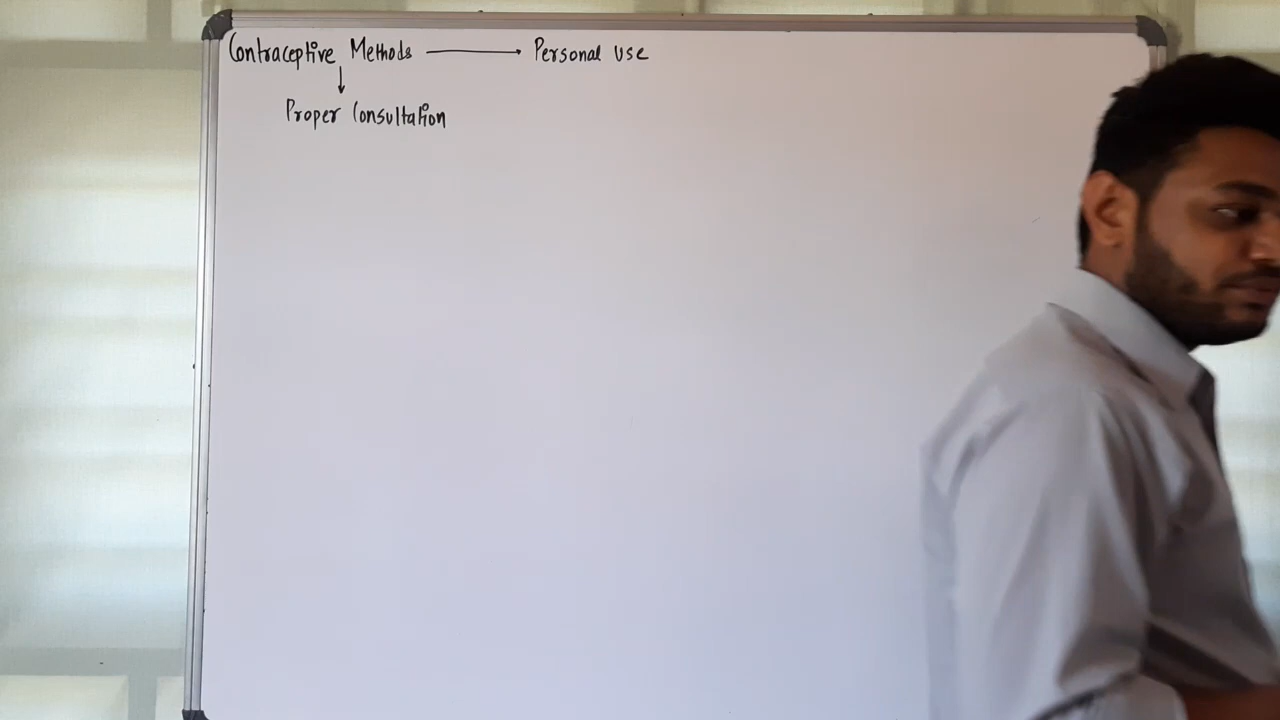 Contraceptive Methods → Personal Use
↓
Proper Consultation